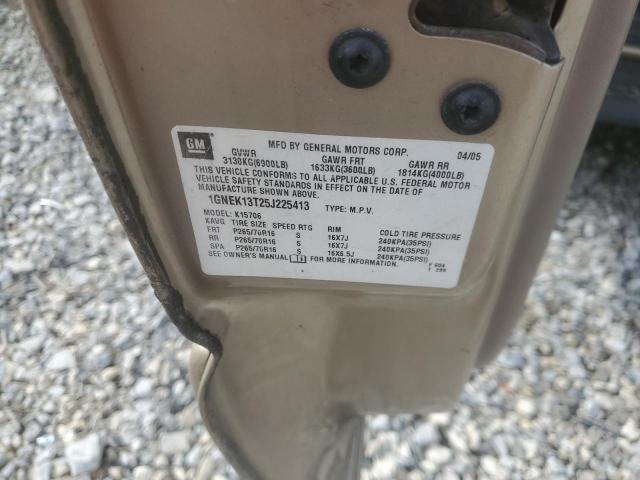 GM MFD BY GENERAL MOTORS CORP. 04/05
GVWR GAWR FRT GAWR RR
3130KG(6900LB) 1633KG(3600LB) 1814KG(4000LB)
THIS VEHICLE CONFORMS TO ALL APPLICABLE U.S. FEDERAL MOTOR
VEHICLE SAFETY STANDARDS IN EFFECT ON THE DATE OF
MANUFACTURE SHOWN ABOVE.
1GNEK13T25J225413 TYPE: M.P.V.
MODEL: K15706
KAVG TIRE SIZE SPEED RTG RIM COLD TIRE PRESSURE
FRT P265/70R16 S 16X7J 240KPA(35PSI)
RR P265/70R16 S 16X7J 240KPA(35PSI)
SPA P265/70R16 S 16X6.5J 240KPA(35PSI)
SEE OWNER'S MANUAL FOR MORE INFORMATION. F 604
T 299